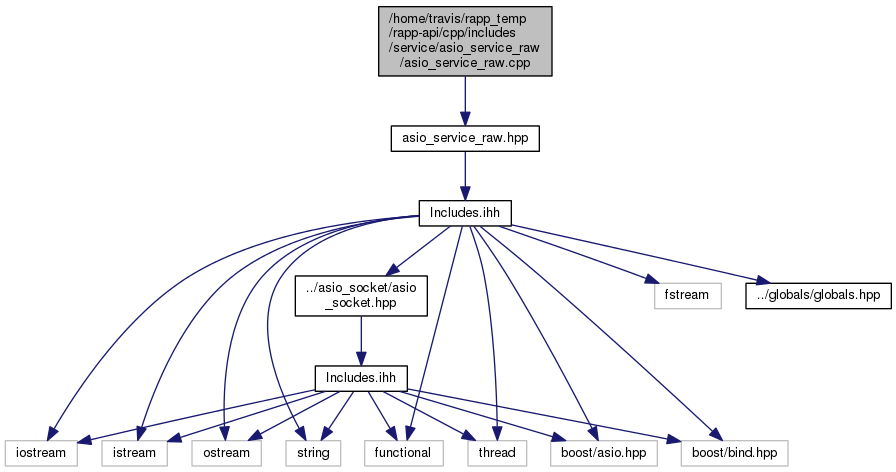 /home/travis/rapp_temp
/rapp-api/cpp/includes
/service/asio_service_raw
/asio_service_raw.cpp
asio_service_raw.hpp
Includes.ihh
../asio_socket/asio
_socket.hpp
fstream
../globals/globals.hpp
Includes.ihh
iostream
istream
ostream
string
functional
thread
boost/asio.hpp
boost/bind.hpp